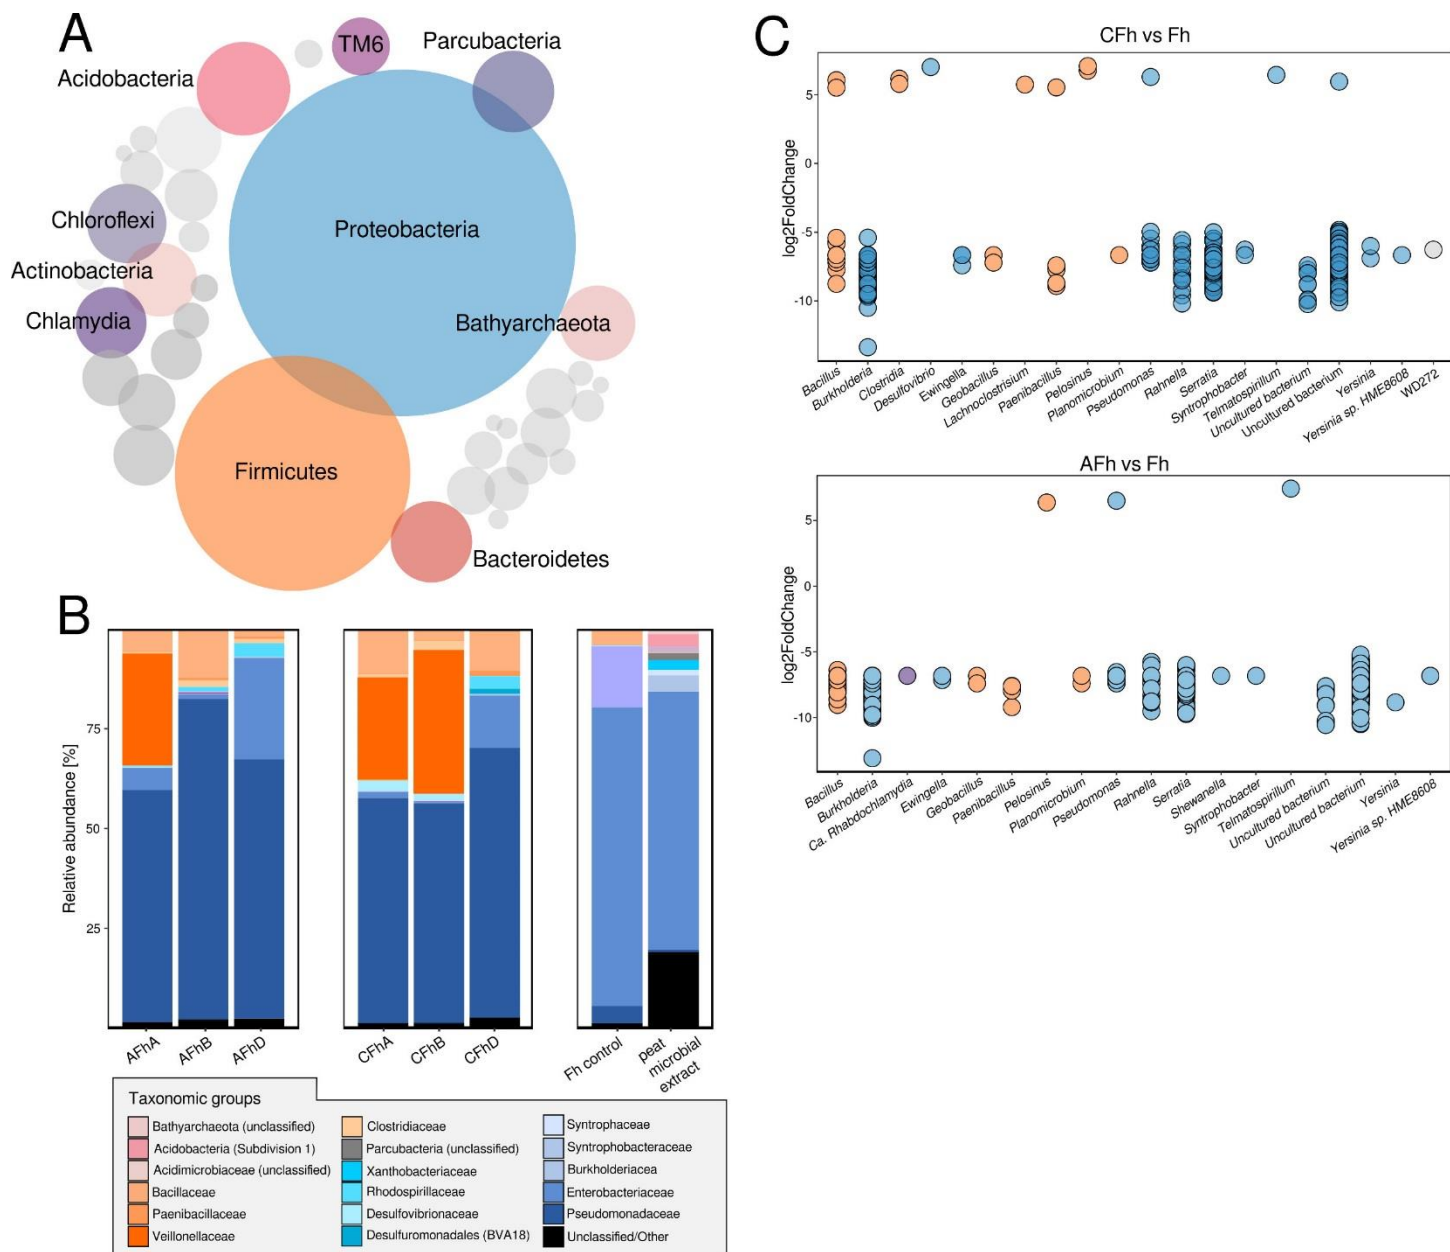 A
TM6
Parcubacteria
Acidobacteria
Chloroflexi
Proteobacteria
Actinobacteria
Chlamydia
Bathyarchaeota
Firmicutes
Bacteroidetes
B
Relative abundance [%]
75
50
25
AFhA
AFhB
AFhD
CFhA
CFhB
CFhD
Fh control
peat
microbial
extract
Taxonomic groups
Bathyarchaeota (unclassified)
Acidobacteria (Subdivision 1)
Acidimicrobiaceae (unclassified)
Bacillaceae
Paenibacillaceae
Veillonellaceae
Clostridiaceae
Parcubacteria (unclassified)
Xanthobacteriaceae
Rhodospirillaceae
Desulfovibrionaceae
Desulfuromonadales (BVA18)
Syntrophaceae
Syntrophobacteraceae
Burkholderiacea
Enterobacteriaceae
Pseudomonadaceae
Unclassified/Other
C
CFh vs Fh
log2FoldChange
5
0
-5
-10
Bacillus
Burkholderia
Clostridia
Desulfovibrio
Ewingella
Geobacillus
Lachnoclostrisium
Paenibacillus
Pelosinus
Planomicrobium
Pseudomonas
Rahnella
Serratia
Syntrophobacter
Telmatospirillum
Uncultured bacterium
Uncultured bacterium
Yersinia
Yersinia sp. HME8608
WD272
AFh vs Fh
log2FoldChange
5
0
-5
-10
Bacillus
Burkholderia
Ca. Rhabdochlamydia
Ewingella
Geobacillus
Paenibacillus
Pelosinus
Planomicrobium
Pseudomonas
Rahnella
Serratia
Shewanella
Syntrophobacter
Telmatospirillum
Uncultured bacterium
Uncultured bacterium
Yersinia
Yersinia sp. HME8608